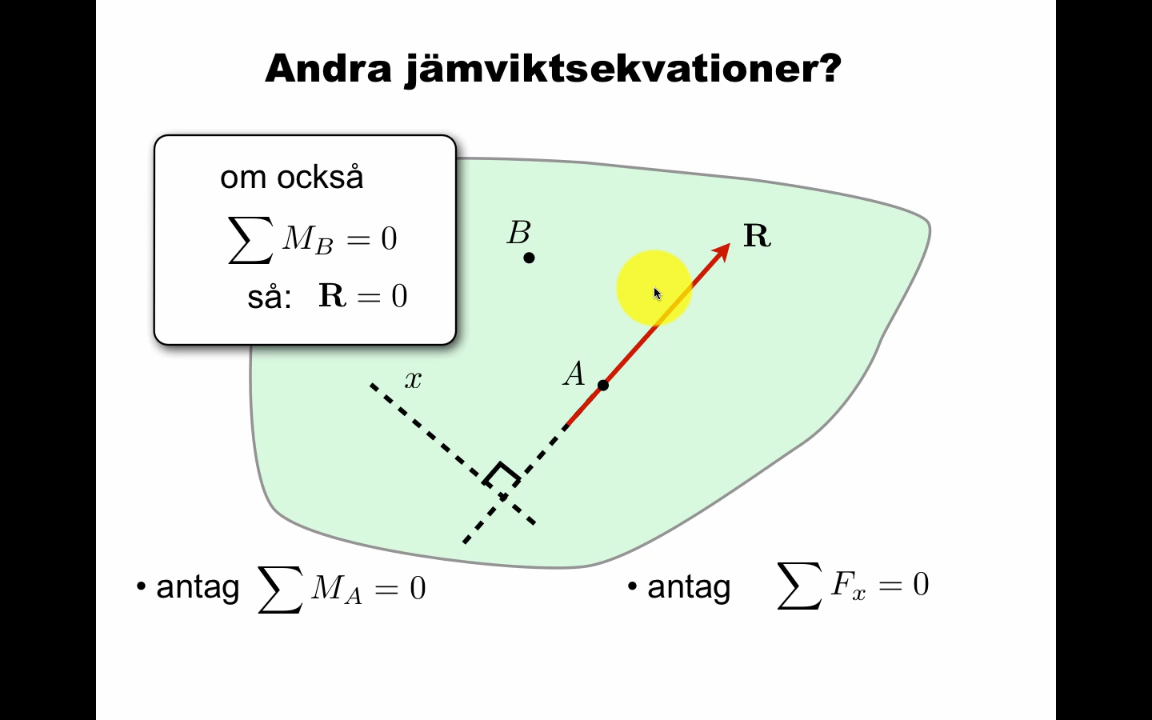 Andra jämviktsekvationer?
om också
∑ M_B = 0
så: R = 0
B
R
A
x
• antag ∑ M_A = 0
• antag ∑ F_x = 0